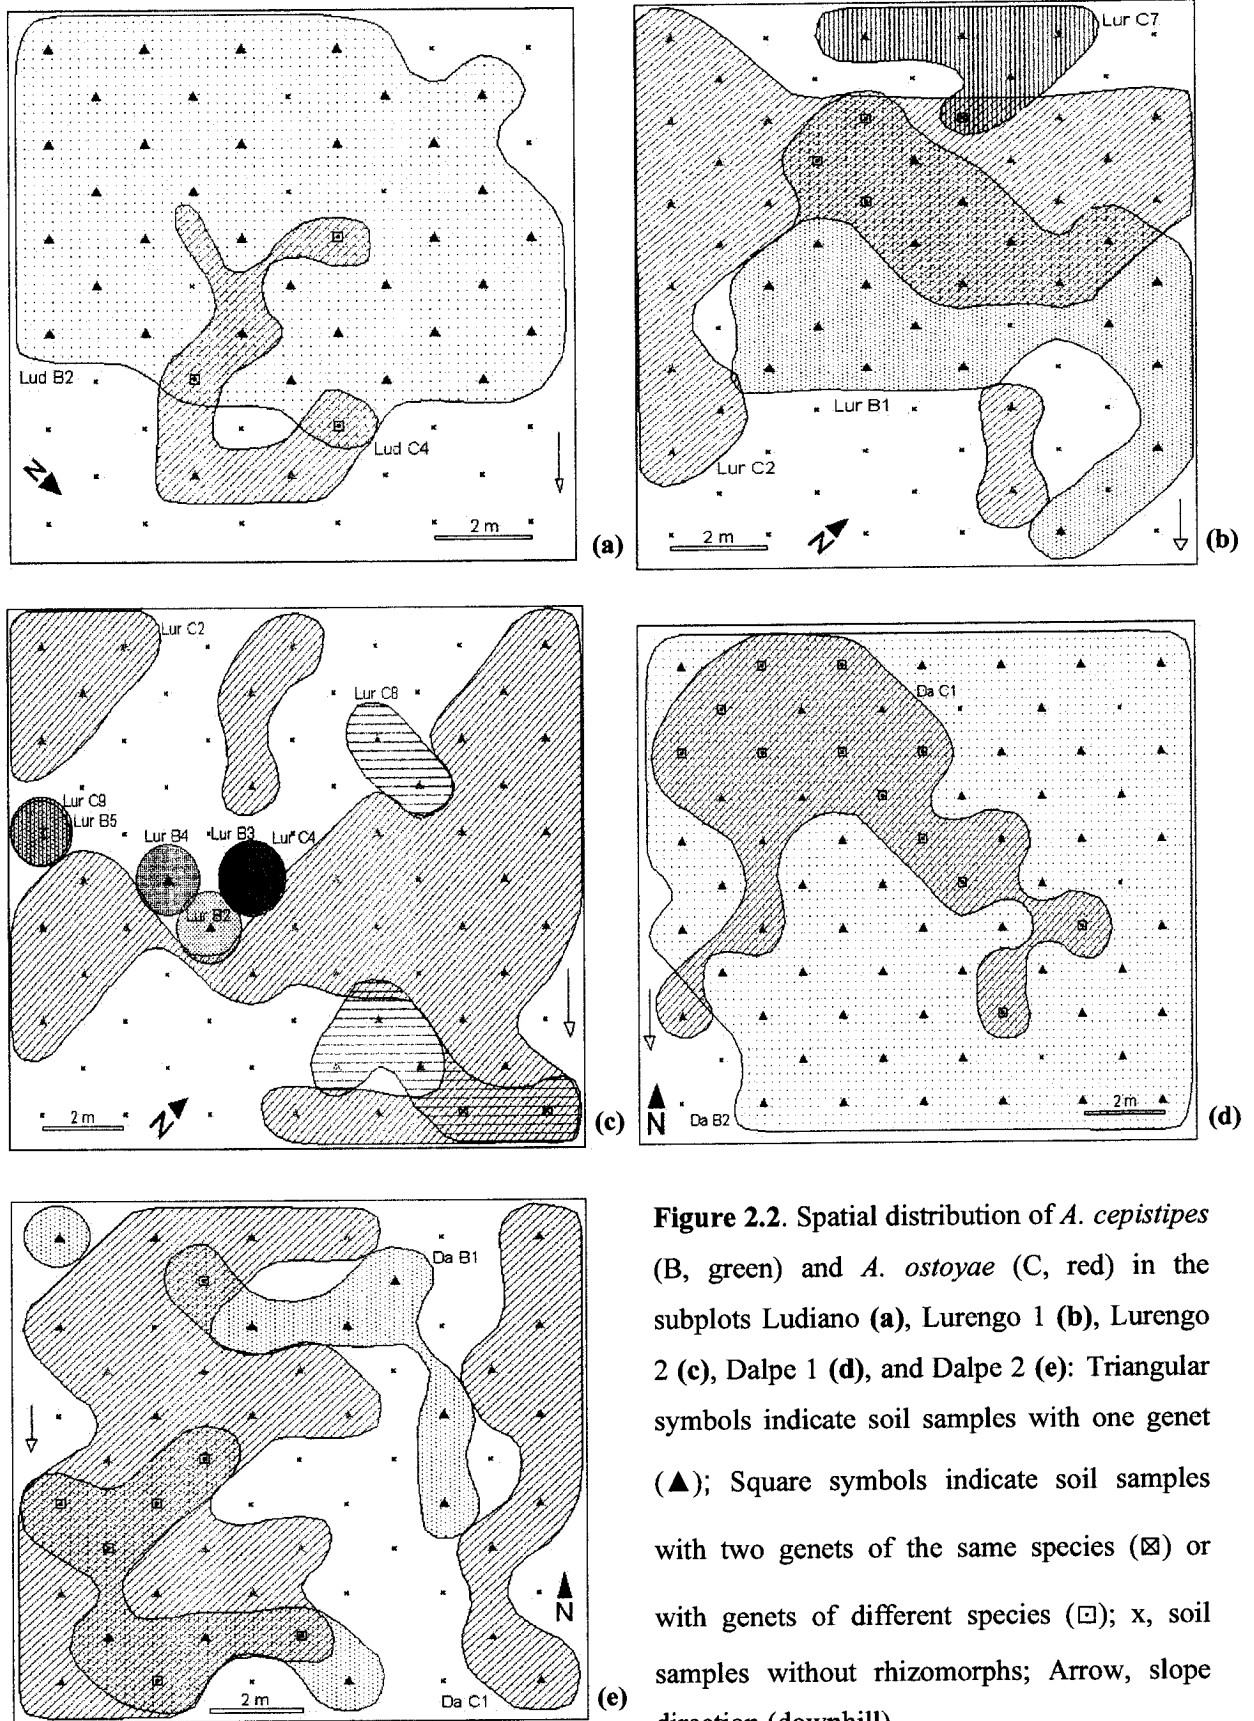 Lud B2
Lud C4
N
2 m
(a)
Lur C7
Lur B1
Lur C2
2 m
N
(b)
Lur C2
Lur C8
Lur C9
Lur B5
Lur B4
Lur B3
Lur C4
Lur B2
2 m
N
(c)
Da C1
N
Da B2
2 m
(d)
Da B1
N
2 m
Da C1
(e)
Figure 2.2. Spatial distribution of A. cepistipes
(B, green) and A. ostoyae (C, red) in the
subplots Ludiano (a), Lurengo 1 (b), Lurengo
2 (c), Dalpe 1 (d), and Dalpe 2 (e): Triangular
symbols indicate soil samples with one genet
(▲); Square symbols indicate soil samples
with two genets of the same species (⊠) or
with genets of different species (⊡); x, soil
samples without rhizomorphs; Arrow, slope
direction (downhill)